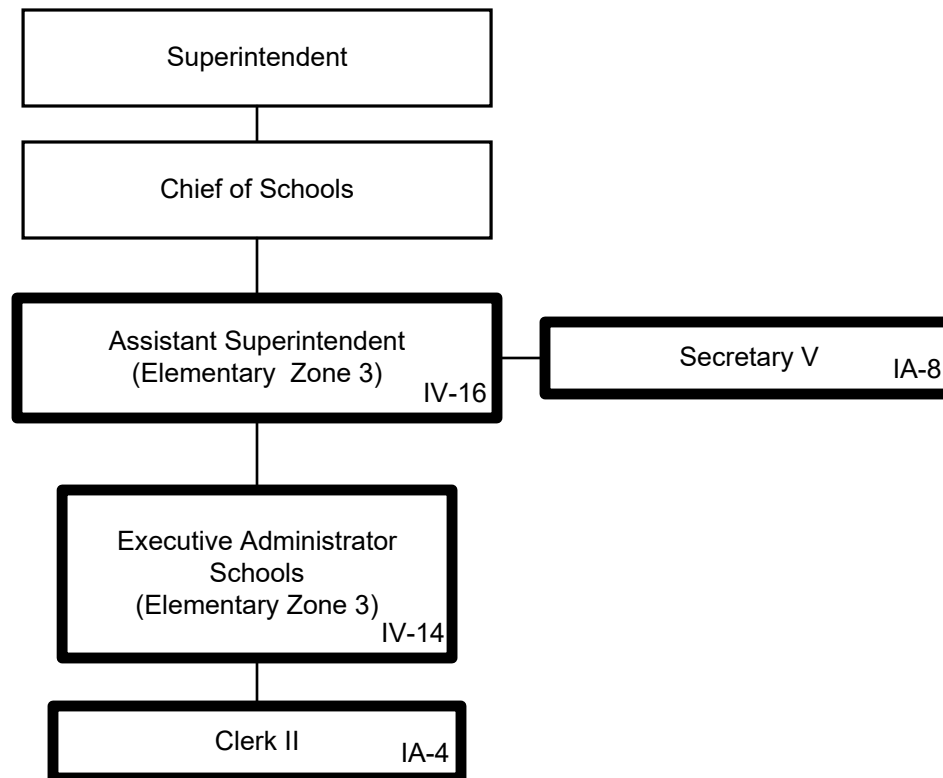 Superintendent
Chief of Schools
Assistant Superintendent
(Elementary  Zone 3)
IV-16
Secretary V
IA-8
Executive Administrator
Schools
(Elementary Zone 3)
IV-14
Clerk II
IA-4